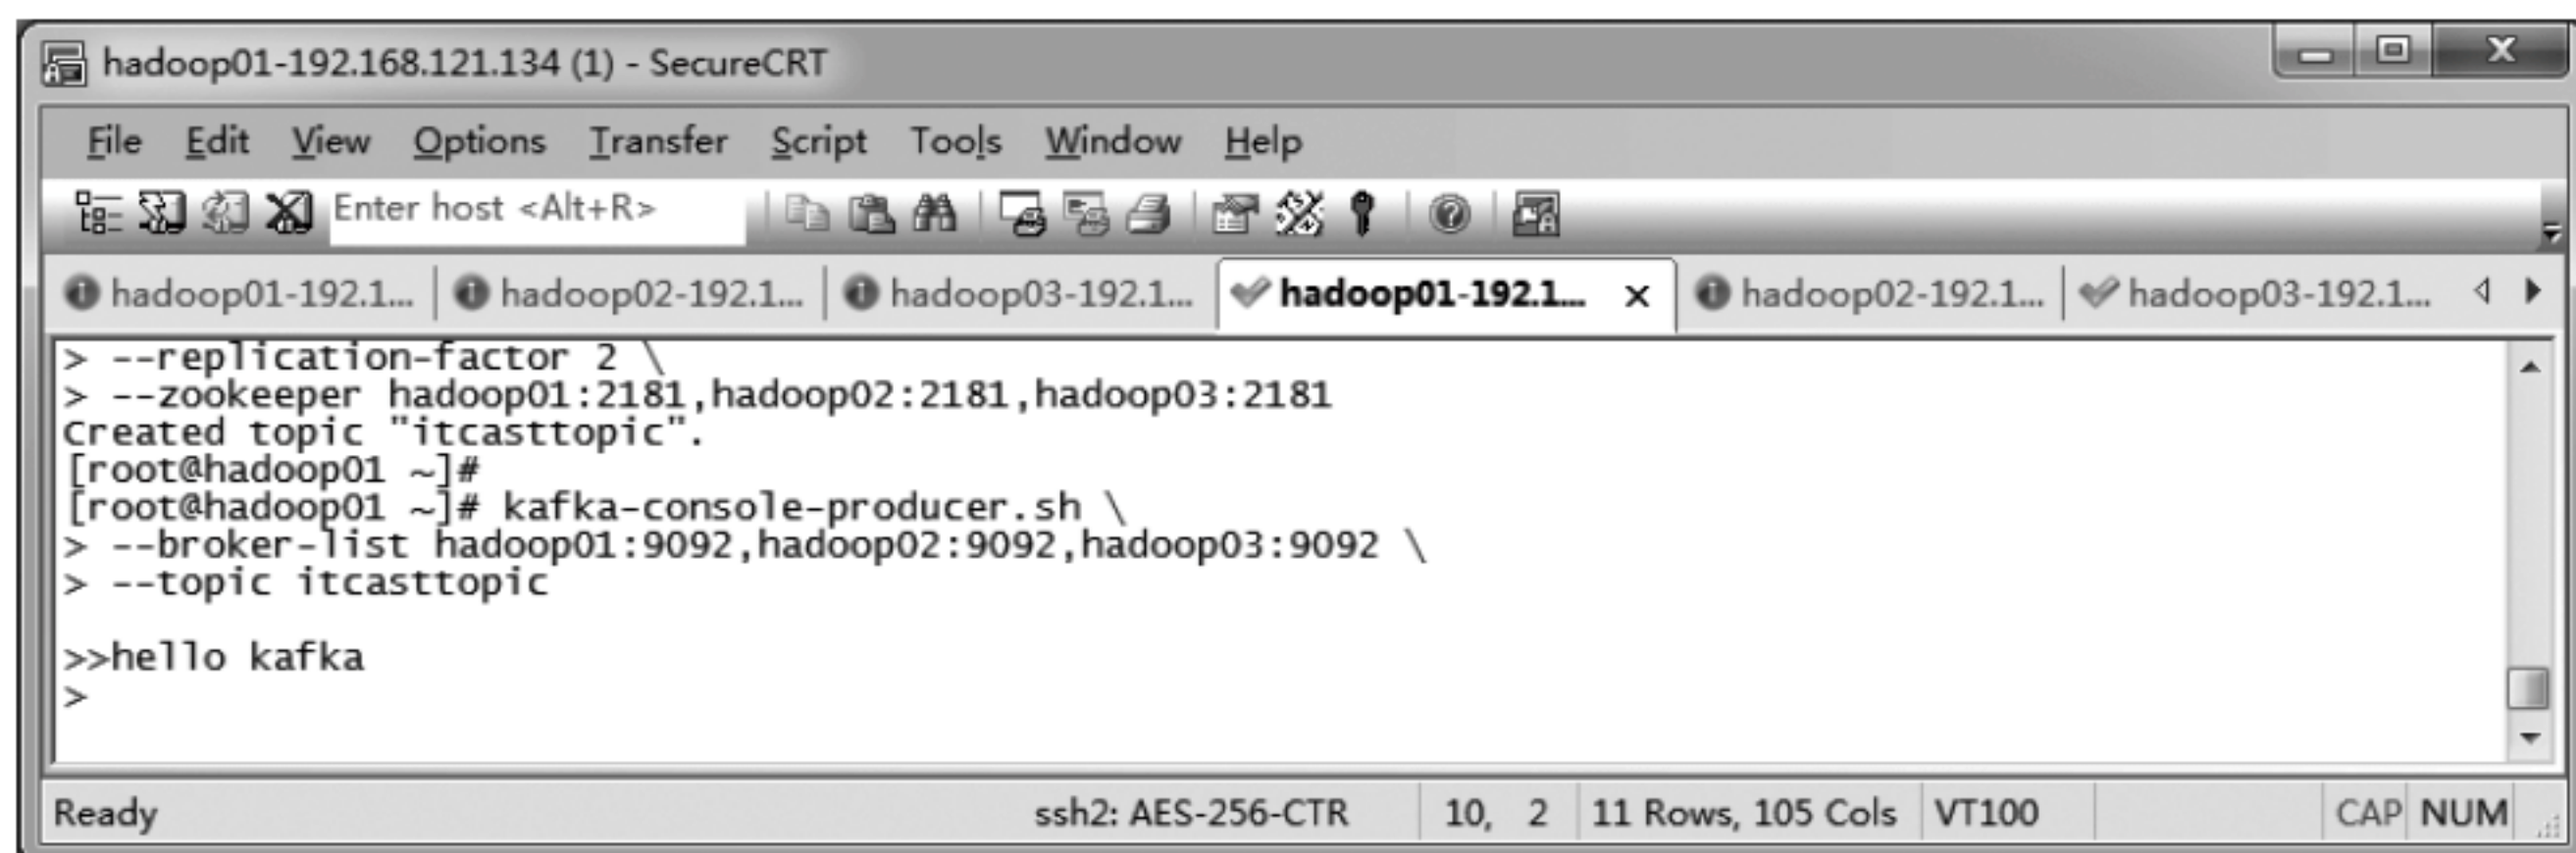 hadoop01-192.168.121.134 (1) - SecureCRT
File Edit View Options Transfer Script Tools Window Help
Enter host <Alt+R>
hadoop01-192.1... hadoop02-192.1... hadoop03-192.1... hadoop01-192.1... x hadoop02-192.1... hadoop03-192.1...
> --replication-factor 2 \
> --zookeeper hadoop01:2181,hadoop02:2181,hadoop03:2181
Created topic "itcasttopic".
[root@hadoop01 ~]#
[root@hadoop01 ~]# kafka-console-producer.sh \
> --broker-list hadoop01:9092,hadoop02:9092,hadoop03:9092 \
> --topic itcasttopic
>>hello kafka
>
Ready ssh2: AES-256-CTR 10, 2 11 Rows, 105 Cols VT100 CAP NUM